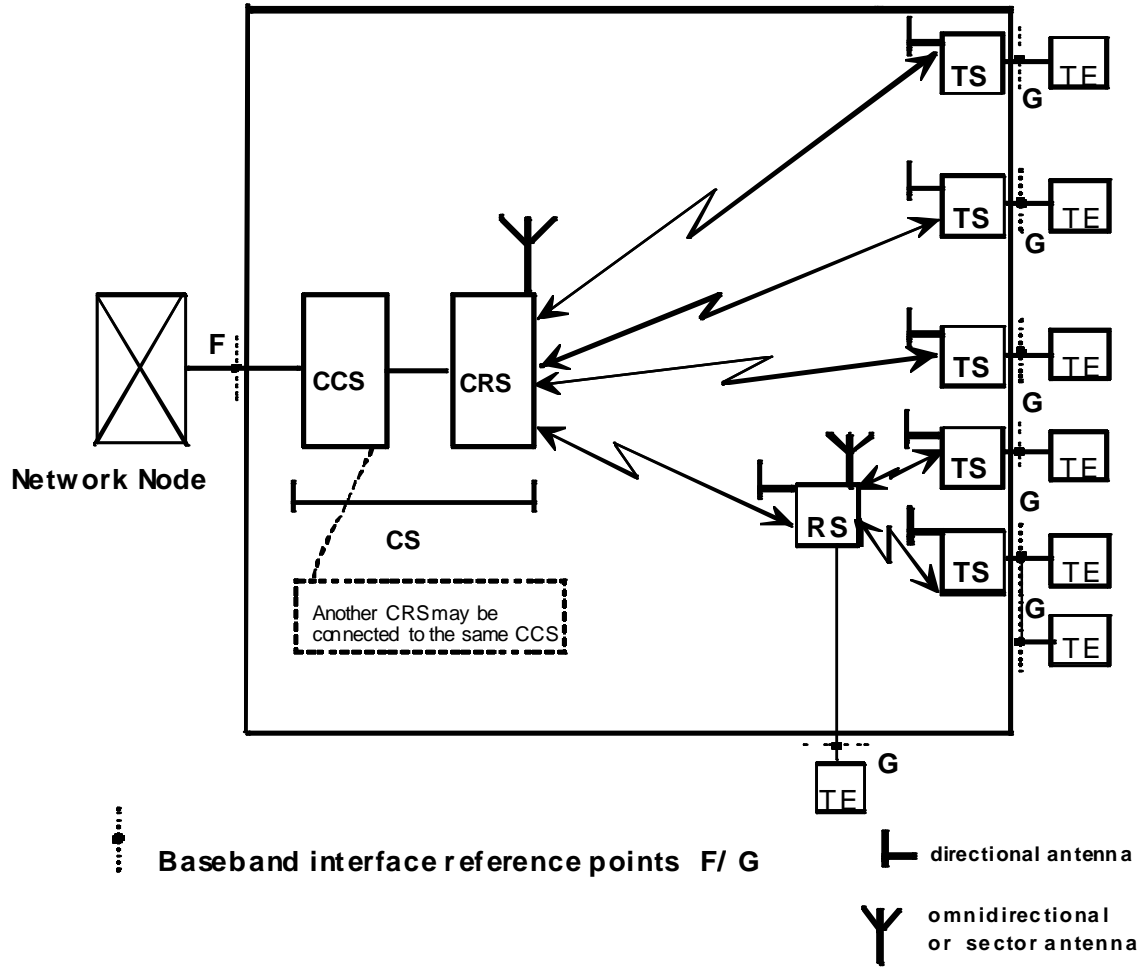 TS
TE
G
TS
TE
G
F
CCS
CRS
TS
TE
G
Network Node
TS
TE
G
CS
RS
TS
TE
G
Another CRS may be
connected to the same CCS
TE
G
TE
Baseband interface reference points F/ G
directional antenna
omnidirectional
or sector antenna